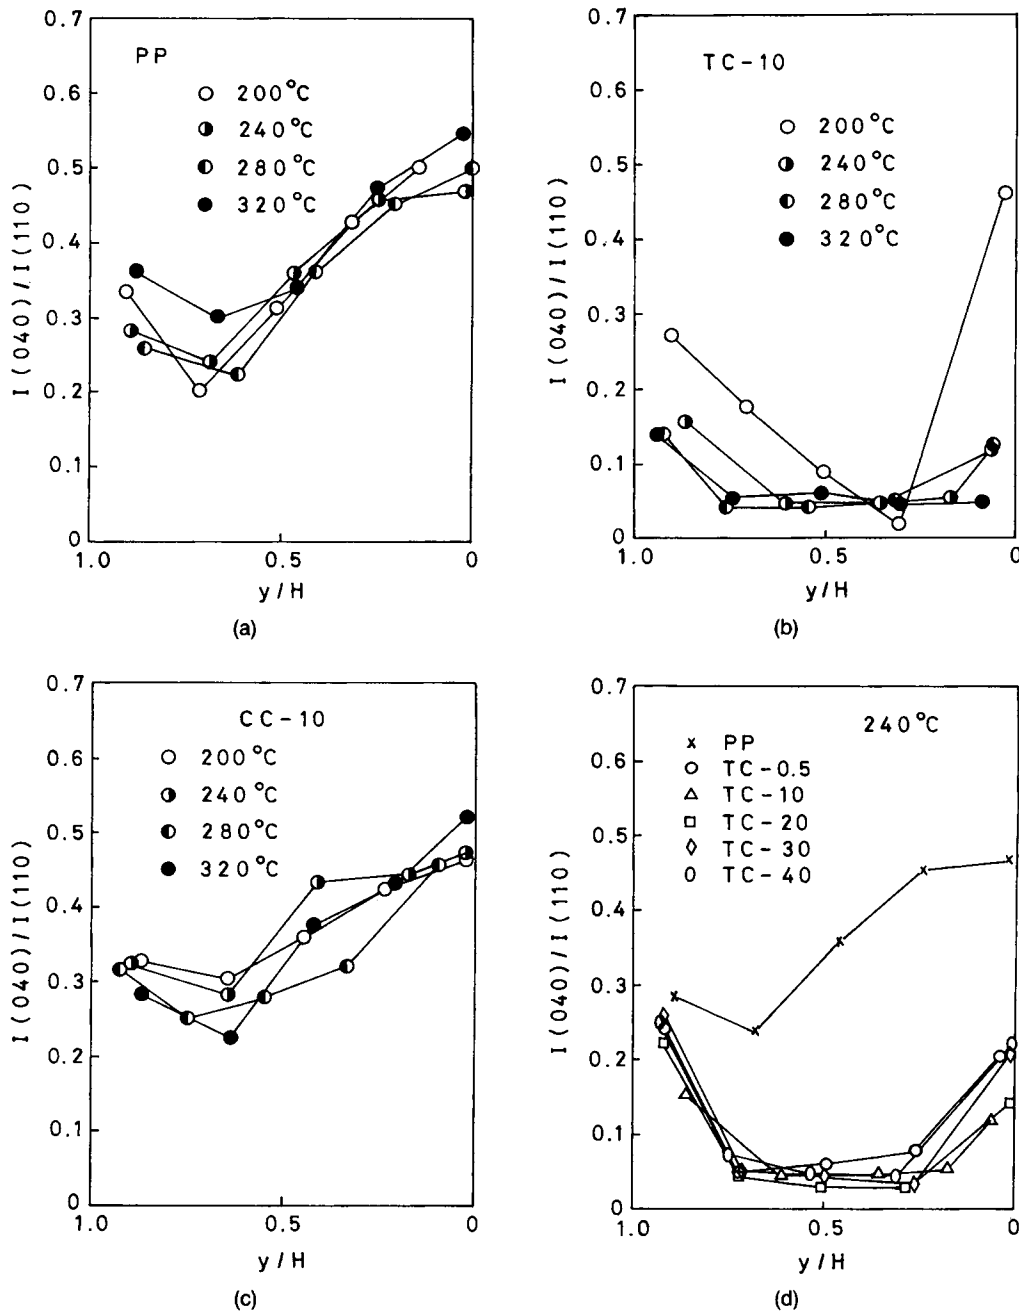 0.7
0.6
0.5
0.4
0.3
0.2
0.1
0
I(040)/I(110)
PP
200°C
240°C
280°C
320°C
1.0
0.5
0
y/H
(a)
0.7
0.6
0.5
0.4
0.3
0.2
0.1
0
I(040)/I(110)
TC-10
200°C
240°C
280°C
320°C
1.0
0.5
0
y/H
(b)
0.7
0.6
0.5
0.4
0.3
0.2
0.1
0
I(040)/I(110)
CC-10
200°C
240°C
280°C
320°C
1.0
0.5
0
y/H
(c)
0.7
0.6
0.5
0.4
0.3
0.2
0.1
0
I(040)/I(110)
240°C
PP
TC-0.5
TC-10
TC-20
TC-30
TC-40
1.0
0.5
0
y/H
(d)